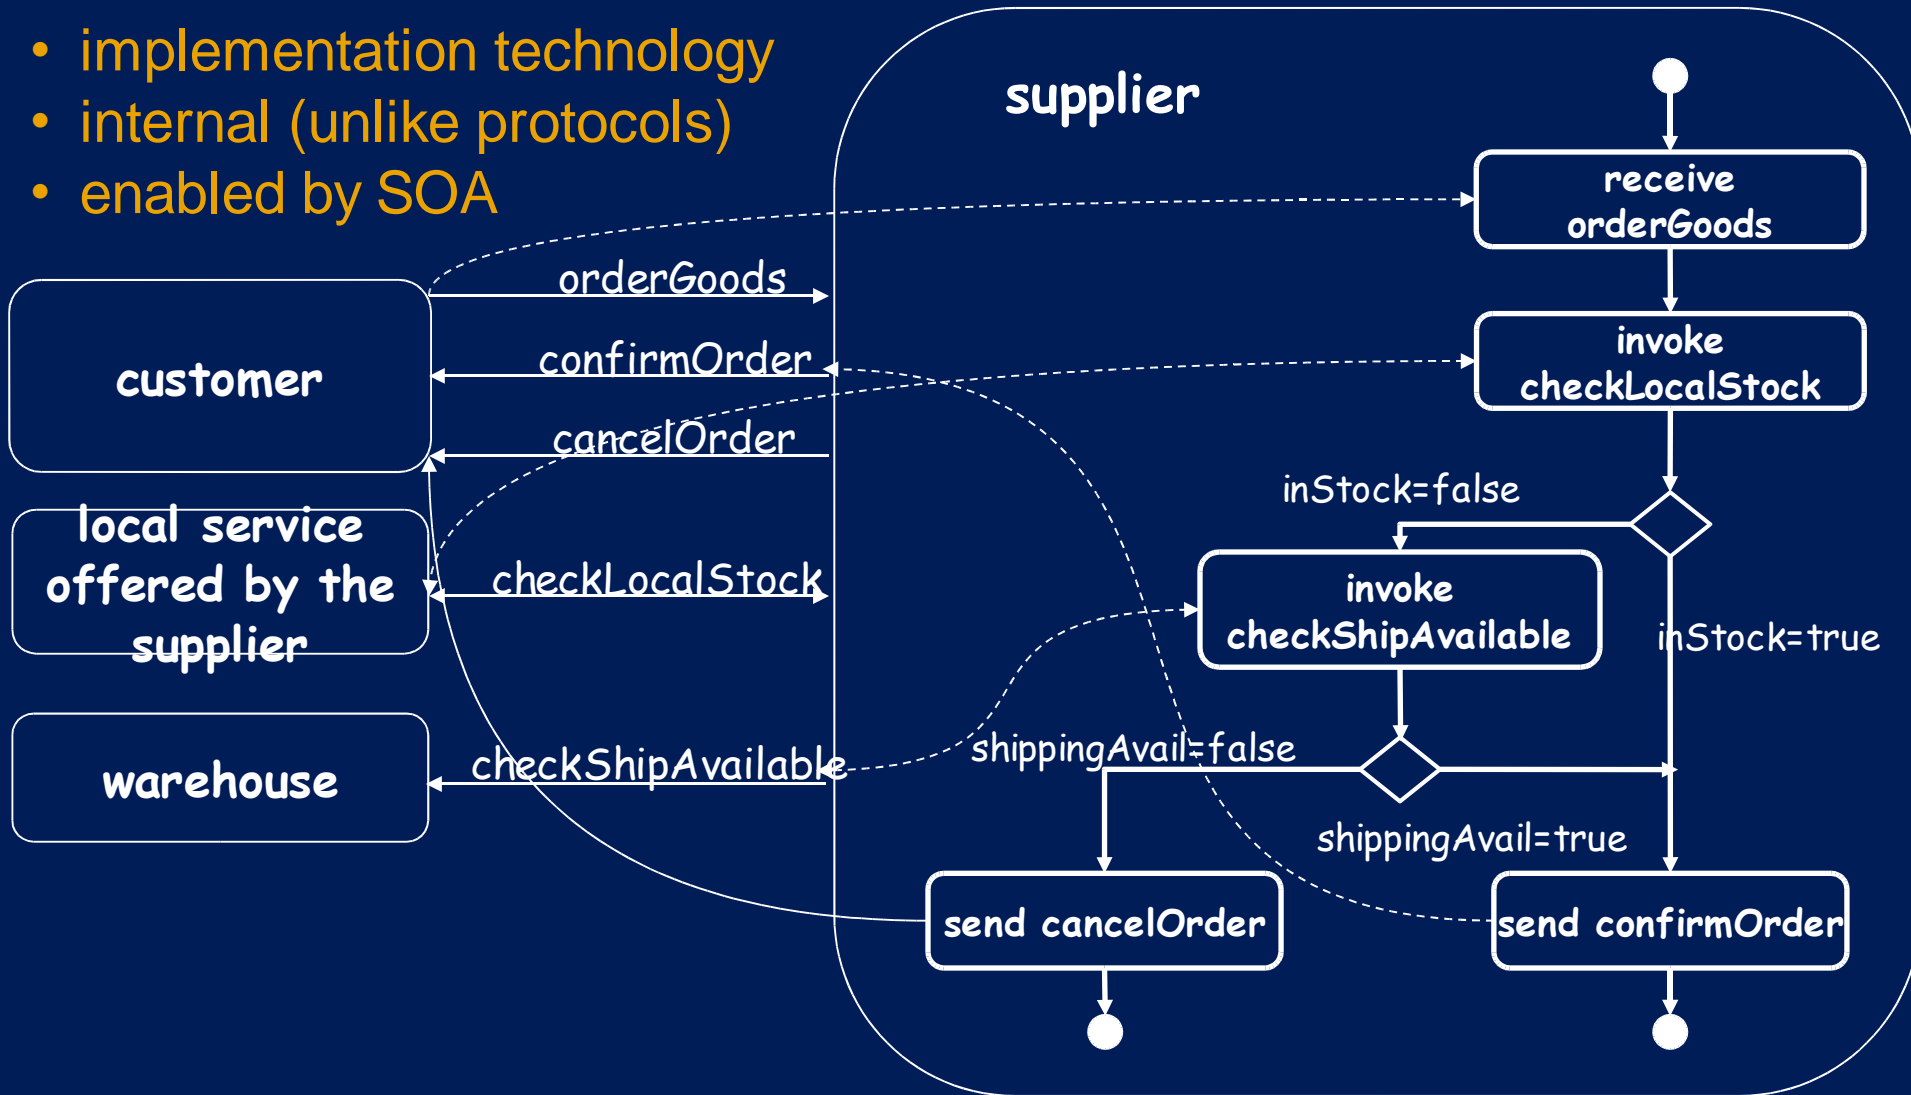 • implementation technology
• internal (unlike protocols)
• enabled by SOA
supplier
receive
orderGoods
orderGoods
invoke
checkLocalStock
confirmOrder
customer
cancelOrder
inStock=false
local service
offered by the
supplier
checkLocalStock
invoke
checkShipAvailable
inStock=true
shippingAvail=false
checkShipAvailable
warehouse
shippingAvail=true
send cancelOrder
send confirmOrder